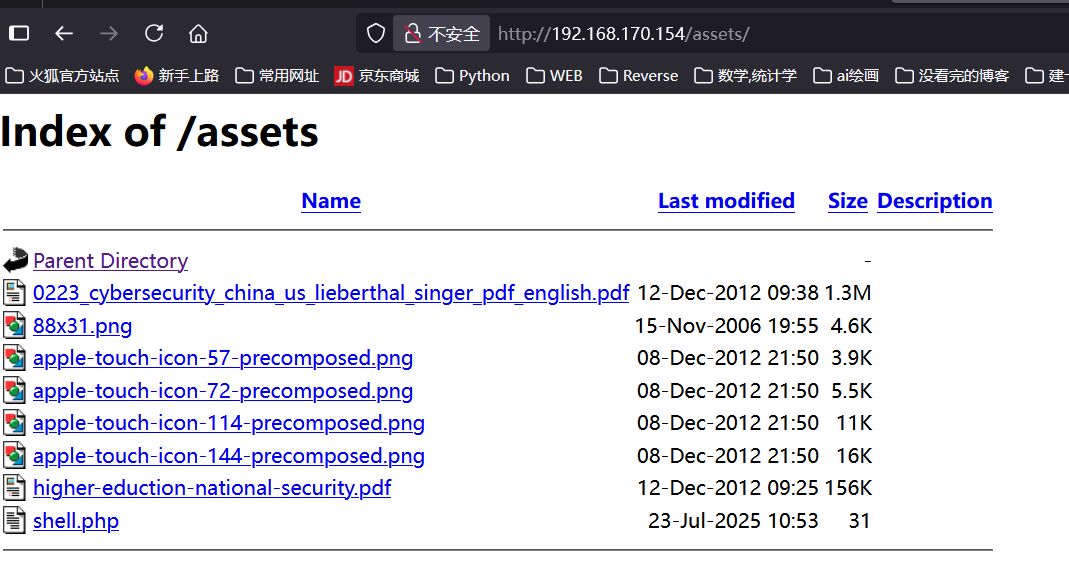 不安全 http://192.168.170.154/assets/
火狐官方站点 新手上路 常用网址 JD 京东商城 Python WEB Reverse 数学,统计学 ai绘画 没看完的博客
Index of /assets
Name Last modified Size Description
Parent Directory -
0223_cybersecurity_china_us_lieberthal_singer_pdf_english.pdf 12-Dec-2012 09:38 1.3M
88x31.png 15-Nov-2006 19:55 4.6K
apple-touch-icon-57-precomposed.png 08-Dec-2012 21:50 3.9K
apple-touch-icon-72-precomposed.png 08-Dec-2012 21:50 5.5K
apple-touch-icon-114-precomposed.png 08-Dec-2012 21:50 11K
apple-touch-icon-144-precomposed.png 08-Dec-2012 21:50 16K
higher-eduction-national-security.pdf 12-Dec-2012 09:25 156K
shell.php 23-Jul-2025 10:53 31